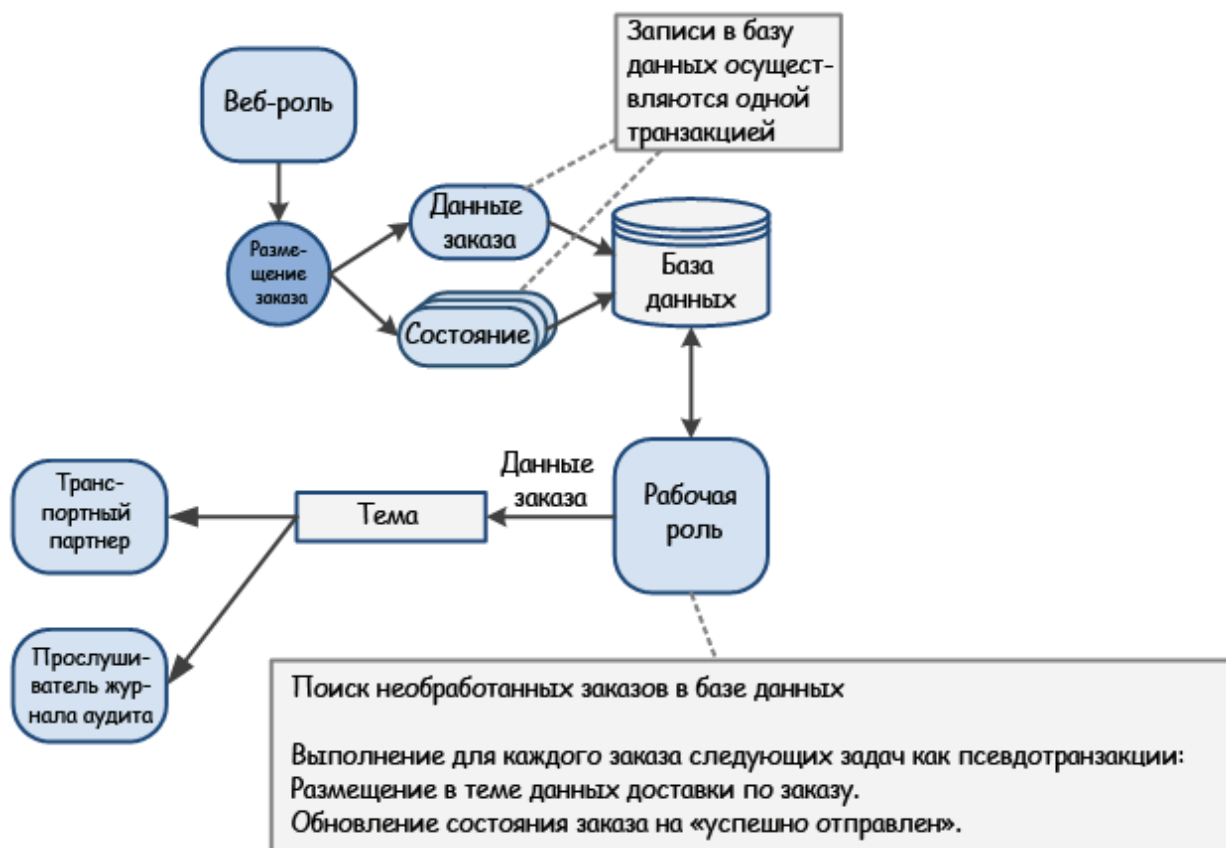 Записи в базу
данных осущест-
вляются одной
транзакцией
Веб-роль
Данные
заказа
Разме-
щение
заказа
База
данных
Состояние
Данные
заказа
Транс-
портный
партнер
Тема
Рабочая
роль
Прослуши-
ватель жур-
нала аудита
Поиск необработанных заказов в базе данных
Выполнение для каждого заказа следующих задач как псевдотранзакции:
Размещение в теме данных доставки по заказу.
Обновление состояния заказа на «успешно отправлен».